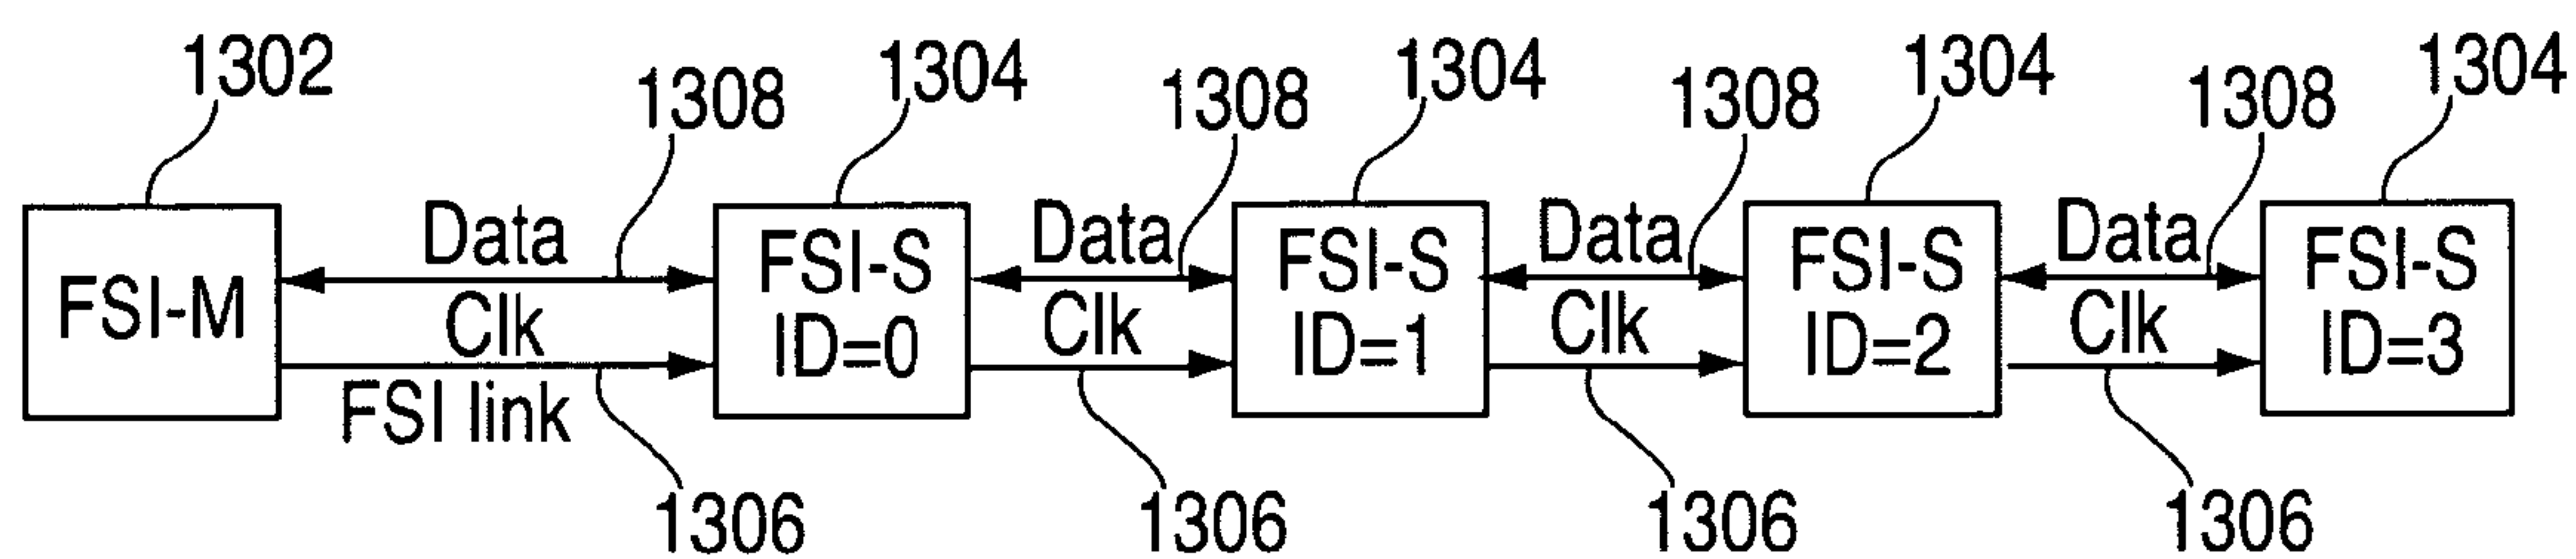 1302
1308
1304
1308
1304
1308
1304
1308
1304
FSI-M
Data
Clk
FSI link
FSI-S
ID=0
Data
Clk
FSI-S
ID=1
Data
Clk
FSI-S
ID=2
Data
Clk
FSI-S
ID=3
1306
1306
1306
1306